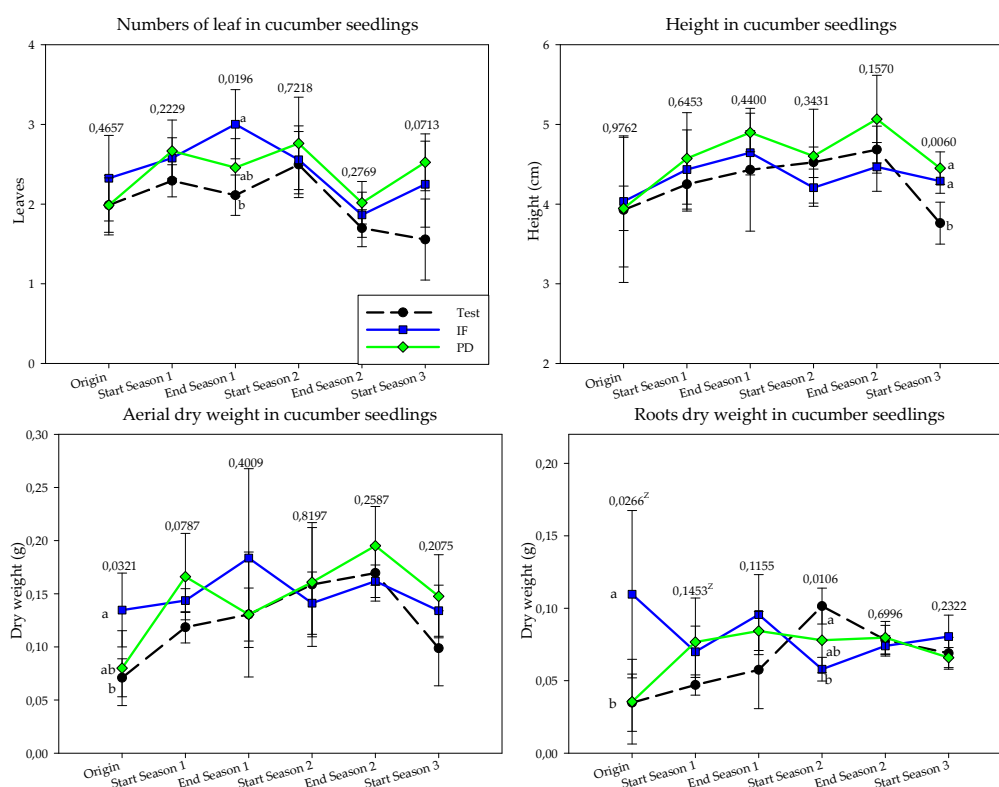 Numbers of leaf in cucumber seedlings
Leaves
4
3
2
1
0
0,4657
0,2229
0,0196
0,7218
0,2769
0,0713
a
ab
b
Test
IF
PD
Origin
Start Season 1
End Season 1
Start Season 2
End Season 2
Start Season 3
Height in cucumber seedlings
Height (cm)
6
5
4
3
2
0,9762
0,6453
0,4400
0,3431
0,1570
0,0060
a
a
b
Origin
Start Season 1
End Season 1
Start Season 2
End Season 2
Start Season 3
Aerial dry weight in cucumber seedlings
Dry weight (g)
0,30
0,25
0,20
0,15
0,10
0,05
0,00
0,0321
0,0787
0,4009
0,8197
0,2587
0,2075
a
ab
b
Origin
Start Season 1
End Season 1
Start Season 2
End Season 2
Start Season 3
Roots dry weight in cucumber seedlings
Dry weight (g)
0,20
0,15
0,10
0,05
0,00
0,0266Z
0,1453Z
0,1155
0,0106
0,6996
0,2322
a
b
a
ab
b
Origin
Start Season 1
End Season 1
Start Season 2
End Season 2
Start Season 3